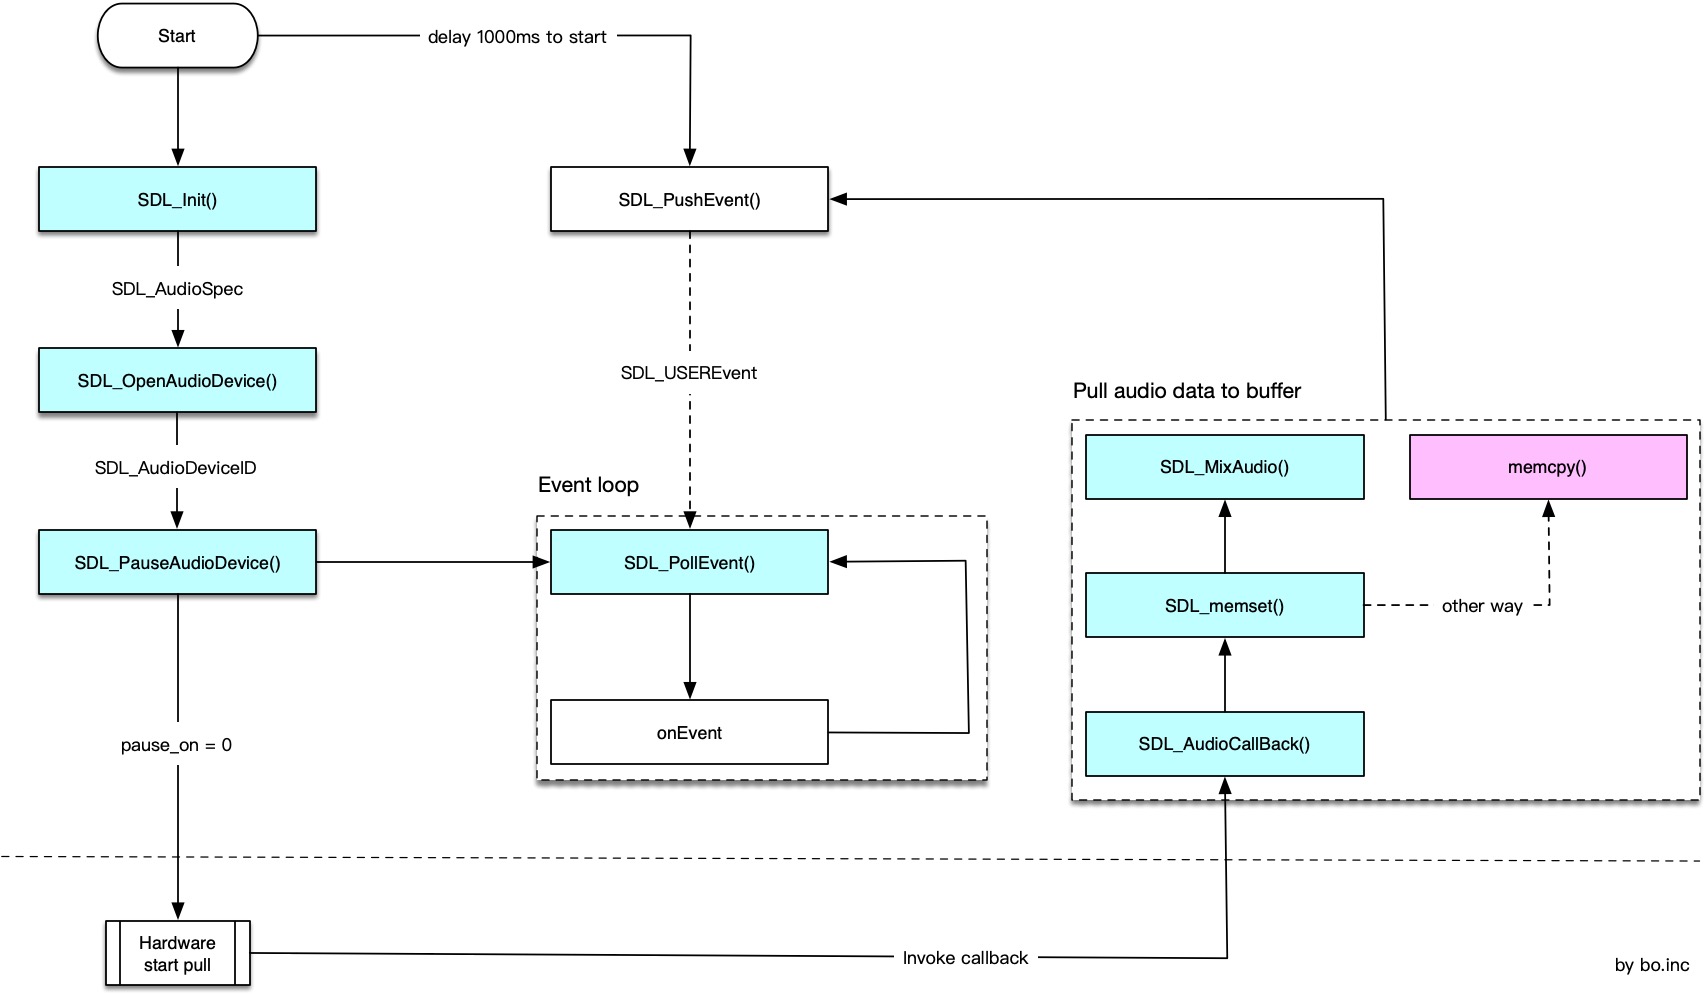 Start
delay 1000ms to start
SDL_Init()
SDL_PushEvent()
SDL_AudioSpec
SDL_OpenAudioDevice()
SDL_USEREvent
Pull audio data to buffer
SDL_MixAudio()
memcpy()
SDL_AudioDeviceID
Event loop
SDL_PauseAudioDevice()
SDL_PollEvent()
SDL_memset()
other way
onEvent
SDL_AudioCallBack()
pause_on = 0
Hardware
start pull
Invoke callback
by bo.inc